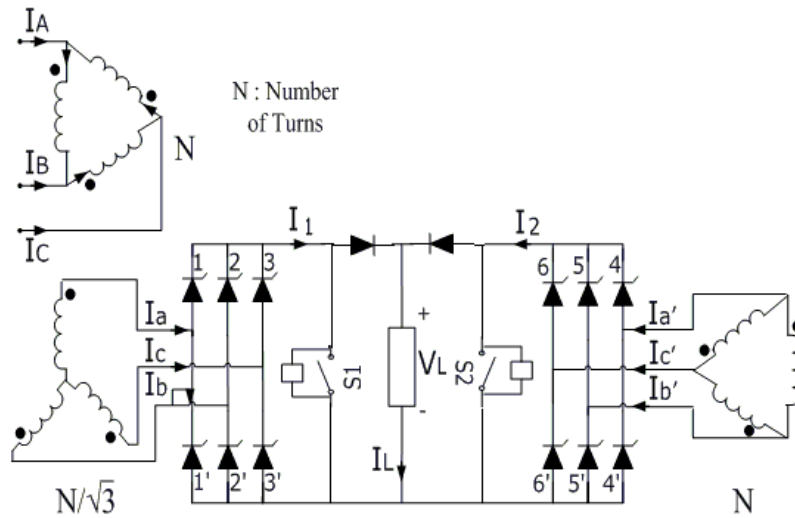 IA
N : Number
of Turns
N
IB
IC
I1
I2
1 2 3
6 5 4
Ia
Ia'
+
Ic
Ic'
S1
VL
S2
Ib
Ib'
-
IL
1' 2' 3'
6' 5' 4'
N/√3
N